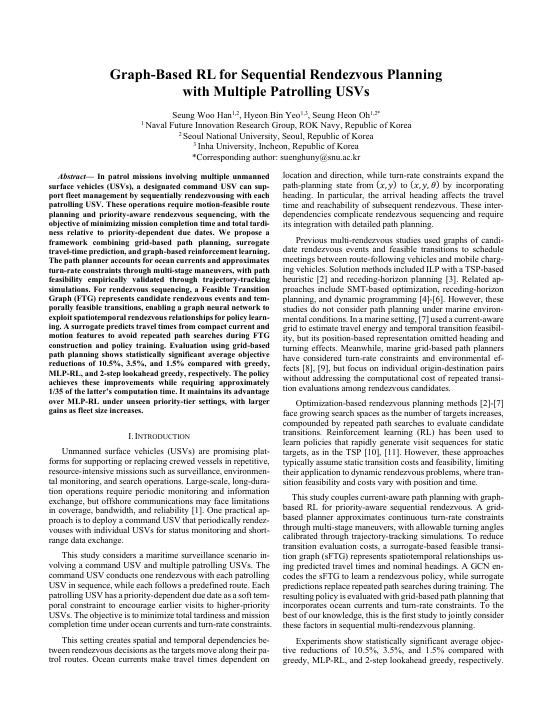 Graph-Based RL for Sequential Rendezvous Planning
with Multiple Patrolling USVs
Seung Woo Han1,2, Hyeon Bin Yeo1,3, Seung Heon Oh1,2*
1 Naval Future Innovation Research Group, ROK Navy, Republic of Korea
2 Seoul National University, Seoul, Republic of Korea
3 Inha University, Incheon, Republic of Korea
*Corresponding author: suenghuny@snu.ac.kr
Abstract— In patrol missions involving multiple unmanned
surface vehicles (USVs), a designated command USV can sup-
port fleet management by sequentially rendezvousing with each
patrolling USV. These operations require motion-feasible route
planning and priority-aware rendezvous sequencing, with the
objective of minimizing mission completion time and total tardi-
ness relative to priority-dependent due dates. We propose a
framework combining grid-based path planning, surrogate
travel-time prediction, and graph-based reinforcement learning.
The path planner accounts for ocean currents and approximates
turn-rate constraints through multi-stage maneuvers, with path
feasibility empirically validated through trajectory-tracking
simulations. For rendezvous sequencing, a Feasible Transition
Graph (FTG) represents candidate rendezvous events and tem-
porally feasible transitions, enabling a graph neural network to
exploit spatiotemporal rendezvous relationships for policy learn-
ing. A surrogate predicts travel times from compact current and
motion features to avoid repeated path searches during FTG
construction and policy training. Evaluation using grid-based
path planning shows statistically significant average objective
reductions of 10.5%, 3.5%, and 1.5% compared with greedy,
MLP-RL, and 2-step lookahead greedy, respectively. The policy
achieves these improvements while requiring approximately
1/35 of the latter's computation time. It maintains its advantage
over MLP-RL under unseen priority-tier settings, with larger
gains as fleet size increases.
I. INTRODUCTION
Unmanned surface vehicles (USVs) are promising plat-
forms for supporting or replacing crewed vessels in repetitive,
resource-intensive missions such as surveillance, environmen-
tal monitoring, and search operations. Large-scale, long-dura-
tion operations require periodic monitoring and information
exchange, but offshore communications may face limitations
in coverage, bandwidth, and reliability [1]. One practical ap-
proach is to deploy a command USV that periodically rendez-
vouses with individual USVs for status monitoring and short-
range data exchange.
This study considers a maritime surveillance scenario in-
volving a command USV and multiple patrolling USVs. The
command USV conducts one rendezvous with each patrolling
USV in sequence, while each follows a predefined route. Each
patrolling USV has a priority-dependent due date as a soft tem-
poral constraint to encourage earlier visits to higher-priority
USVs. The objective is to minimize total tardiness and mission
completion time under ocean currents and turn-rate constraints.
This setting creates spatial and temporal dependencies be-
tween rendezvous decisions as the targets move along their pa-
trol routes. Ocean currents make travel times dependent on
location and direction, while turn-rate constraints expand the
path-planning state from (x, y) to (x, y, θ) by incorporating
heading. In particular, the arrival heading affects the travel
time and reachability of subsequent rendezvous. These inter-
dependencies complicate rendezvous sequencing and require
its integration with detailed path planning.
Previous multi-rendezvous studies used graphs of candi-
date rendezvous events and feasible transitions to schedule
meetings between route-following vehicles and mobile charg-
ing vehicles. Solution methods included ILP with a TSP-based
heuristic [2] and receding-horizon planning [3]. Related ap-
proaches include SMT-based optimization, receding-horizon
planning, and dynamic programming [4]-[6]. However, these
studies do not consider path planning under marine environ-
mental conditions. In a marine setting, [7] used a current-aware
grid to estimate travel energy and temporal transition feasibil-
ity, but its position-based representation omitted heading and
turning effects. Meanwhile, marine grid-based path planners
have considered turn-rate constraints and environmental ef-
fects [8], [9], but focus on individual origin-destination pairs
without addressing the computational cost of repeated transi-
tion evaluations among rendezvous candidates.
Optimization-based rendezvous planning methods [2]-[7]
face growing search spaces as the number of targets increases,
compounded by repeated path searches to evaluate candidate
transitions. Reinforcement learning (RL) has been used to
learn policies that rapidly generate visit sequences for static
targets, as in the TSP [10], [11]. However, these approaches
typically assume static transition costs and feasibility, limiting
their application to dynamic rendezvous problems, where tran-
sition feasibility and costs vary with position and time.
This study couples current-aware path planning with graph-
based RL for priority-aware sequential rendezvous. A grid-
based planner approximates continuous turn-rate constraints
through multi-stage maneuvers, with allowable turning angles
calibrated through trajectory-tracking simulations. To reduce
transition evaluation costs, a surrogate-based feasible transi-
tion graph (sFTG) represents spatiotemporal relationships us-
ing predicted travel times and nominal headings. A GCN en-
codes the sFTG to learn a rendezvous policy, while surrogate
predictions replace repeated path searches during training. The
resulting policy is evaluated with grid-based path planning that
incorporates ocean currents and turn-rate constraints. To the
best of our knowledge, this is the first study to jointly consider
these factors in sequential multi-rendezvous planning.
Experiments show statistically significant average objec-
tive reductions of 10.5%, 3.5%, and 1.5% compared with
greedy, MLP-RL, and 2-step lookahead greedy, respectively.